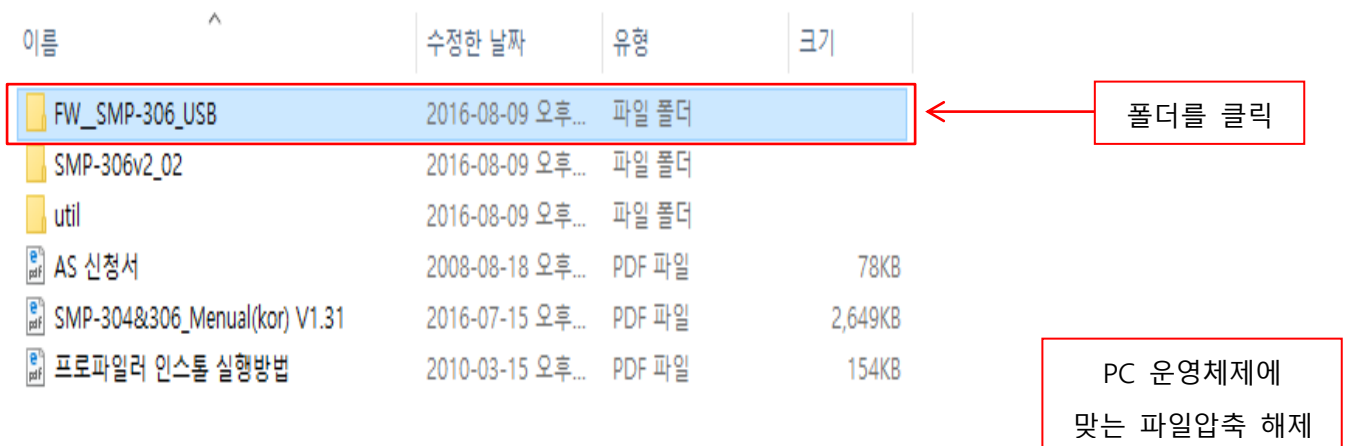 이름 수정한 날짜 유형 크기
FW__SMP-306_USB 2016-08-09 오후... 파일 폴더
폴더를 클릭
SMP-306v2_02 2016-08-09 오후... 파일 폴더
util 2016-08-09 오후... 파일 폴더
AS 신청서 2008-08-18 오후... PDF 파일 78KB
SMP-304&306_Menual(kor) V1.31 2016-07-15 오후... PDF 파일 2,649KB
프로파일러 인스톨 실행방법 2010-03-15 오후... PDF 파일 154KB
PC 운영체제에
맞는 파일압축 해제